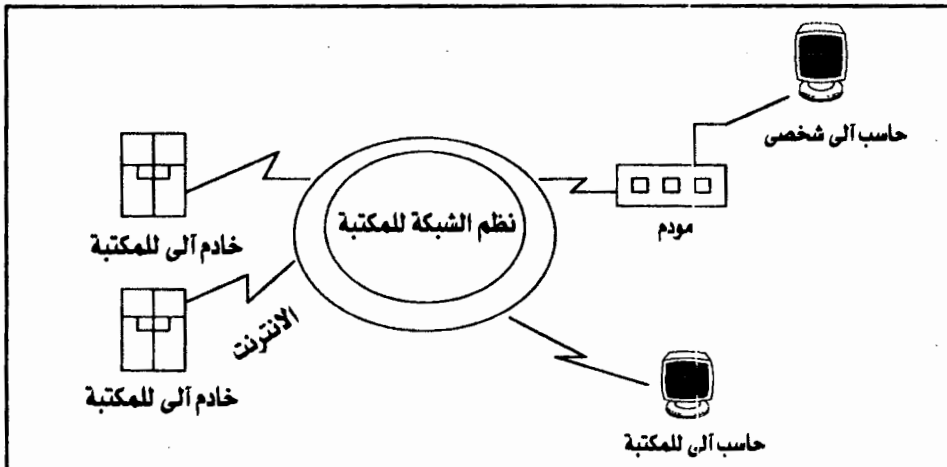 حاسب آلى شخصى
مودم
نظم الشبكة للمكتبة
خادم آلى للمكتبة
الانترنت
خادم آلى للمكتبة
حاسب آلى للمكتبة